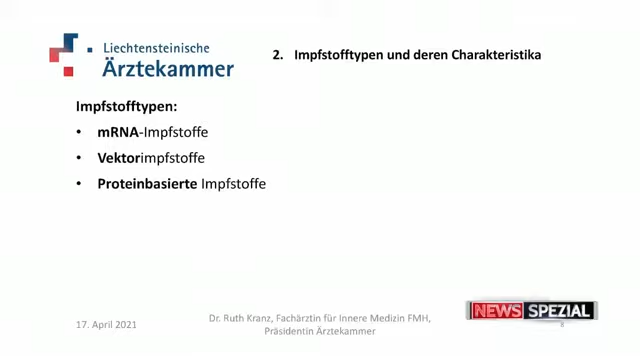 Liechtensteinische
Ärztekammer
2. Impfstofftypen und deren Charakteristika
Impfstofftypen:
• mRNA-Impfstoffe
• Vektorimpfstoffe
• Proteinbasierte Impfstoffe
17. April 2021
Dr. Ruth Kranz, Fachärztin für Innere Medizin FMH,
Präsidentin Ärztekammer
NEWS SPEZIAL
8